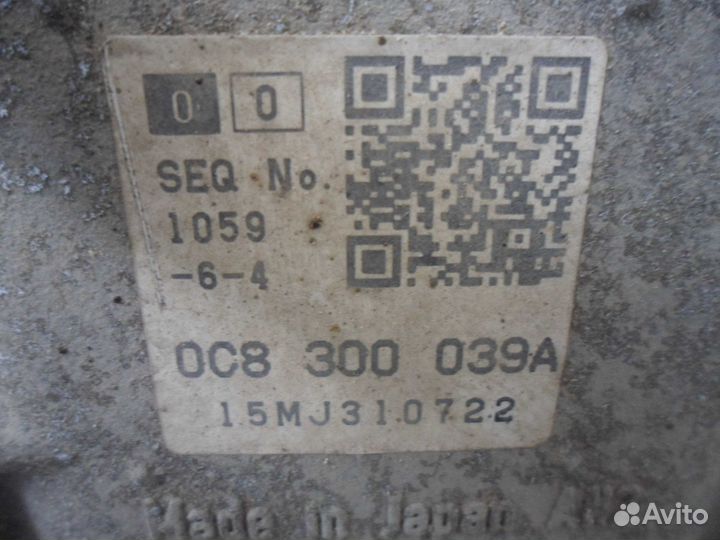 0 0
SEQ No.
1059
-6-4
0C8 300 039A
15MJ310722
Made in Japan
Avito